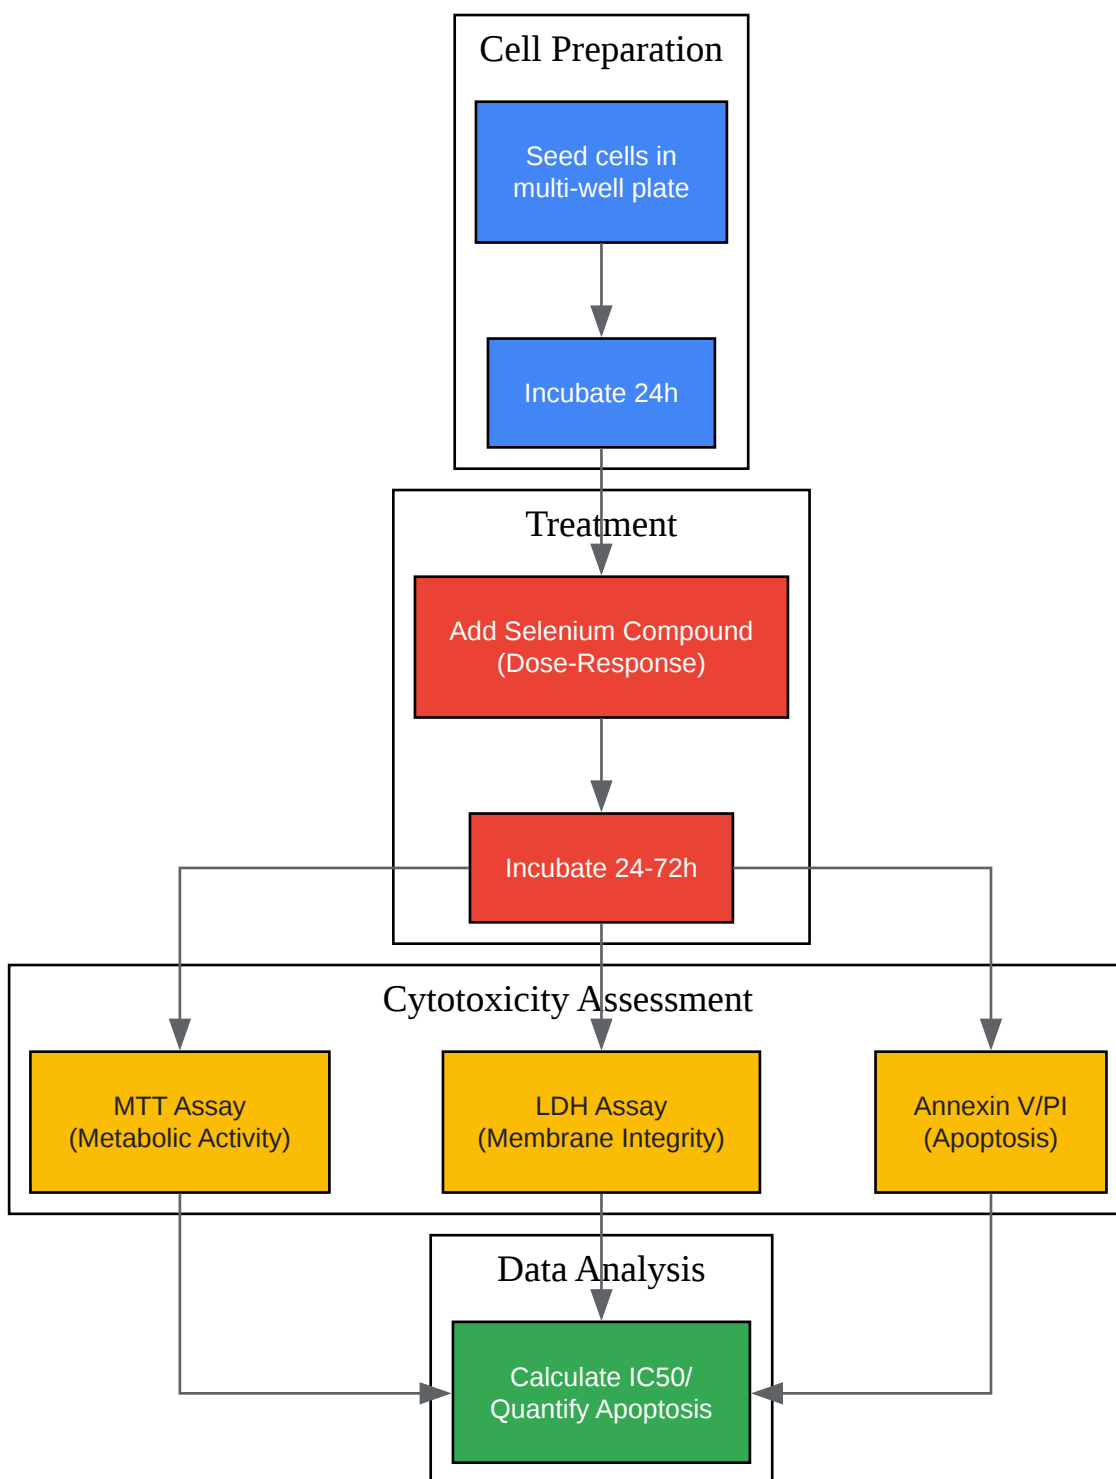 Cell Preparation
Seed cells in
multi-well plate
Incubate 24h
Treatment
Add Selenium Compound
(Dose-Response)
Incubate 24-72h
Cytotoxicity Assessment
MTT Assay
(Metabolic Activity)
LDH Assay
(Membrane Integrity)
Annexin V/PI
(Apoptosis)
Data Analysis
Calculate IC50/
Quantify Apoptosis